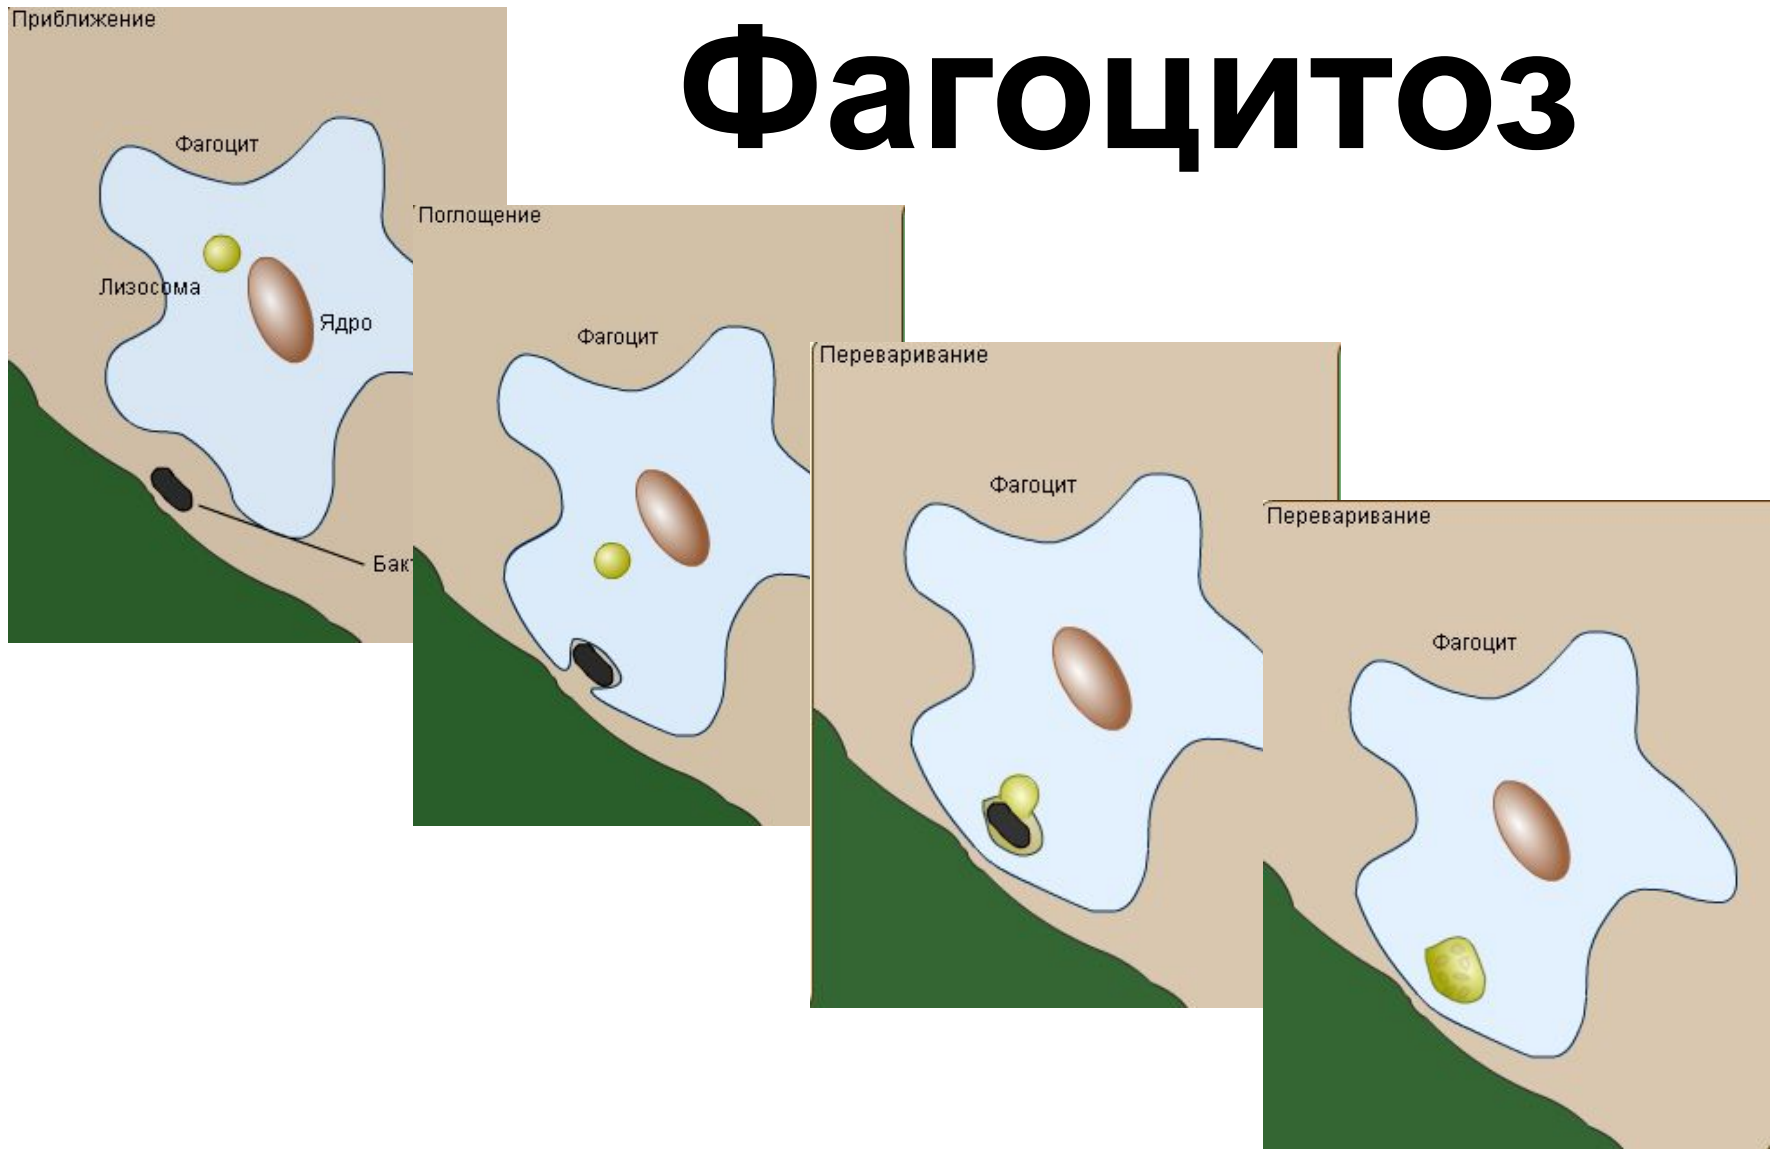 Фагоцитоз
Приближение
Фагоцит
Лизосома
Ядро
Поглощение
Фагоцит
Переваривание
Фагоцит
Переваривание
Фагоцит